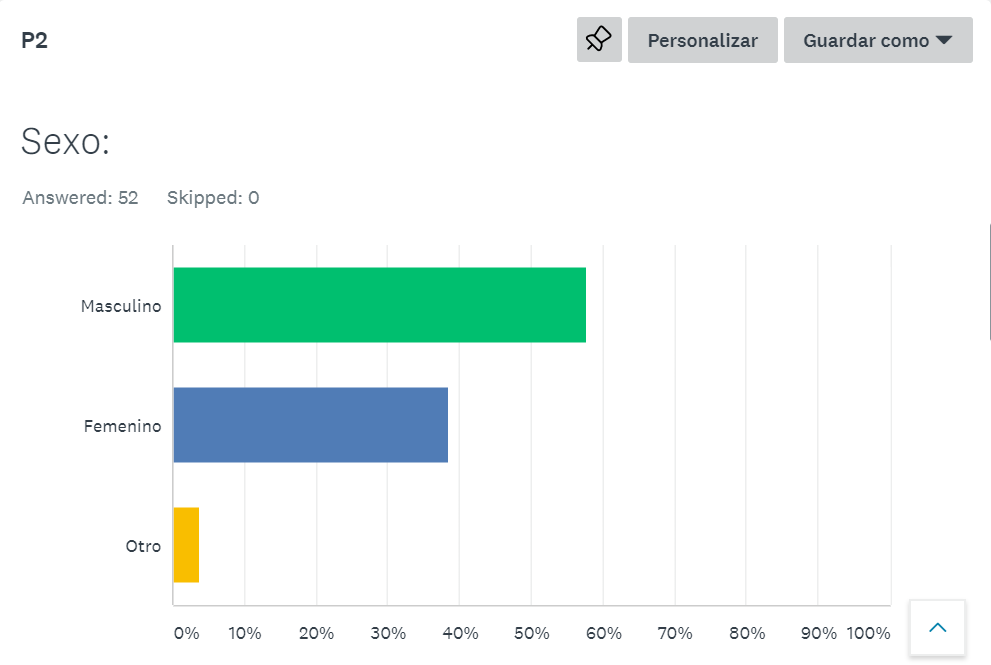 P2
Personalizar
Guardar como
Sexo:
Answered: 52 Skipped: 0
Masculino
Femenino
Otro
0% 10% 20% 30% 40% 50% 60% 70% 80% 90% 100%